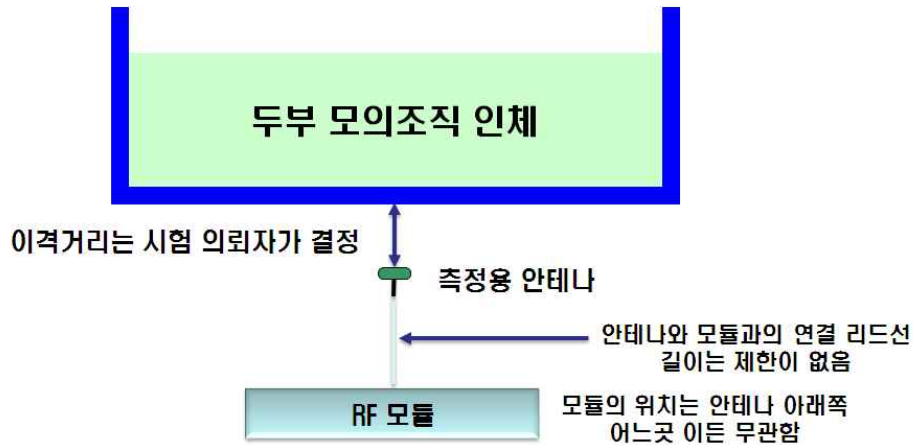 두부 모의조직 인체
이격거리는 시험 의뢰자가 결정
측정용 안테나
안테나와 모듈과의 연결 리드선
길이는 제한이 없음
RF 모듈
모듈의 위치는 안테나 아래쪽
어느곳 이든 무관함